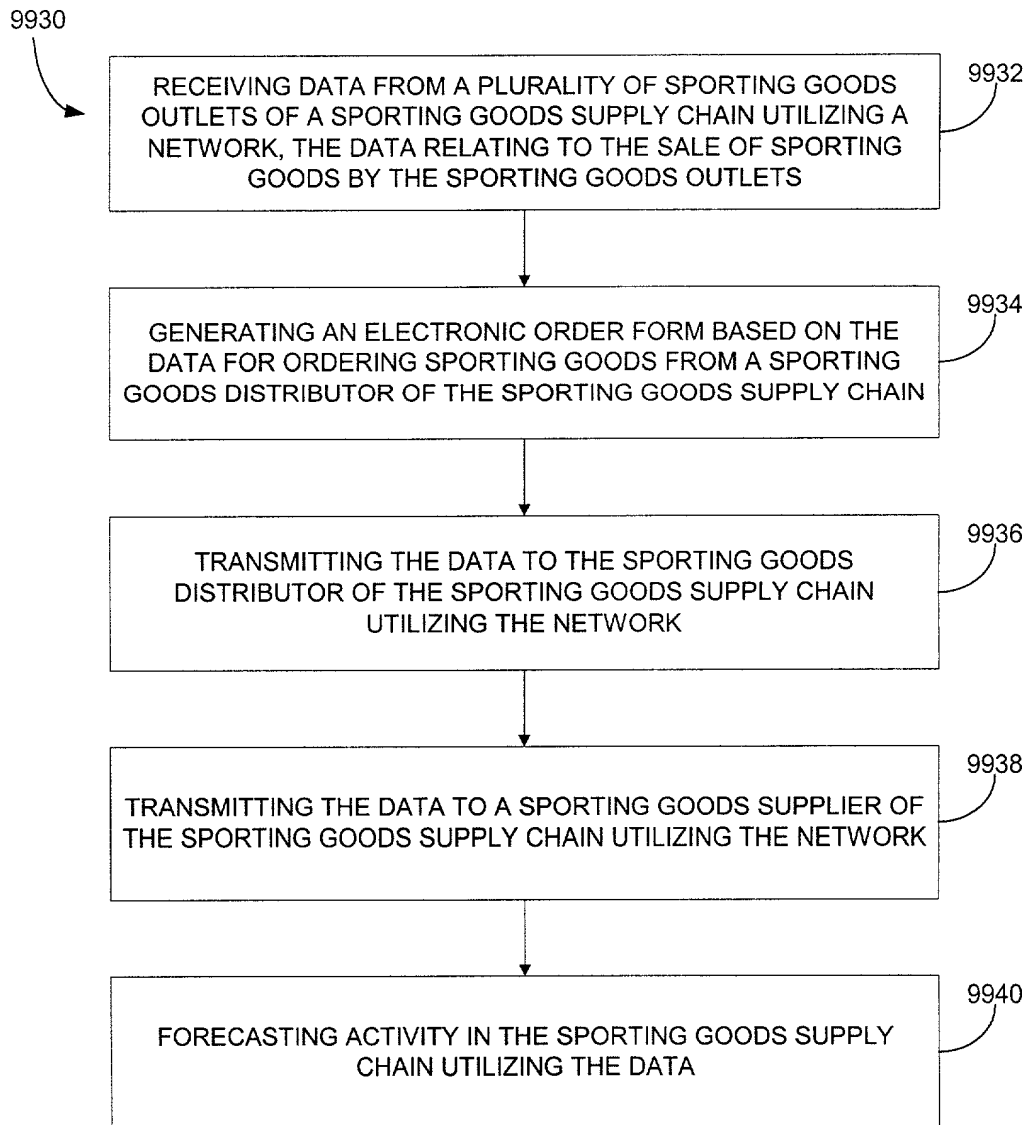 9930
9932
RECEIVING DATA FROM A PLURALITY OF SPORTING GOODS
OUTLETS OF A SPORTING GOODS SUPPLY CHAIN UTILIZING A
NETWORK, THE DATA RELATING TO THE SALE OF SPORTING
GOODS BY THE SPORTING GOODS OUTLETS
9934
GENERATING AN ELECTRONIC ORDER FORM BASED ON THE
DATA FOR ORDERING SPORTING GOODS FROM A SPORTING
GOODS DISTRIBUTOR OF THE SPORTING GOODS SUPPLY CHAIN
9936
TRANSMITTING THE DATA TO THE SPORTING GOODS
DISTRIBUTOR OF THE SPORTING GOODS SUPPLY CHAIN
UTILIZING THE NETWORK
9938
TRANSMITTING THE DATA TO A SPORTING GOODS SUPPLIER OF
THE SPORTING GOODS SUPPLY CHAIN UTILIZING THE NETWORK
9940
FORECASTING ACTIVITY IN THE SPORTING GOODS SUPPLY
CHAIN UTILIZING THE DATA